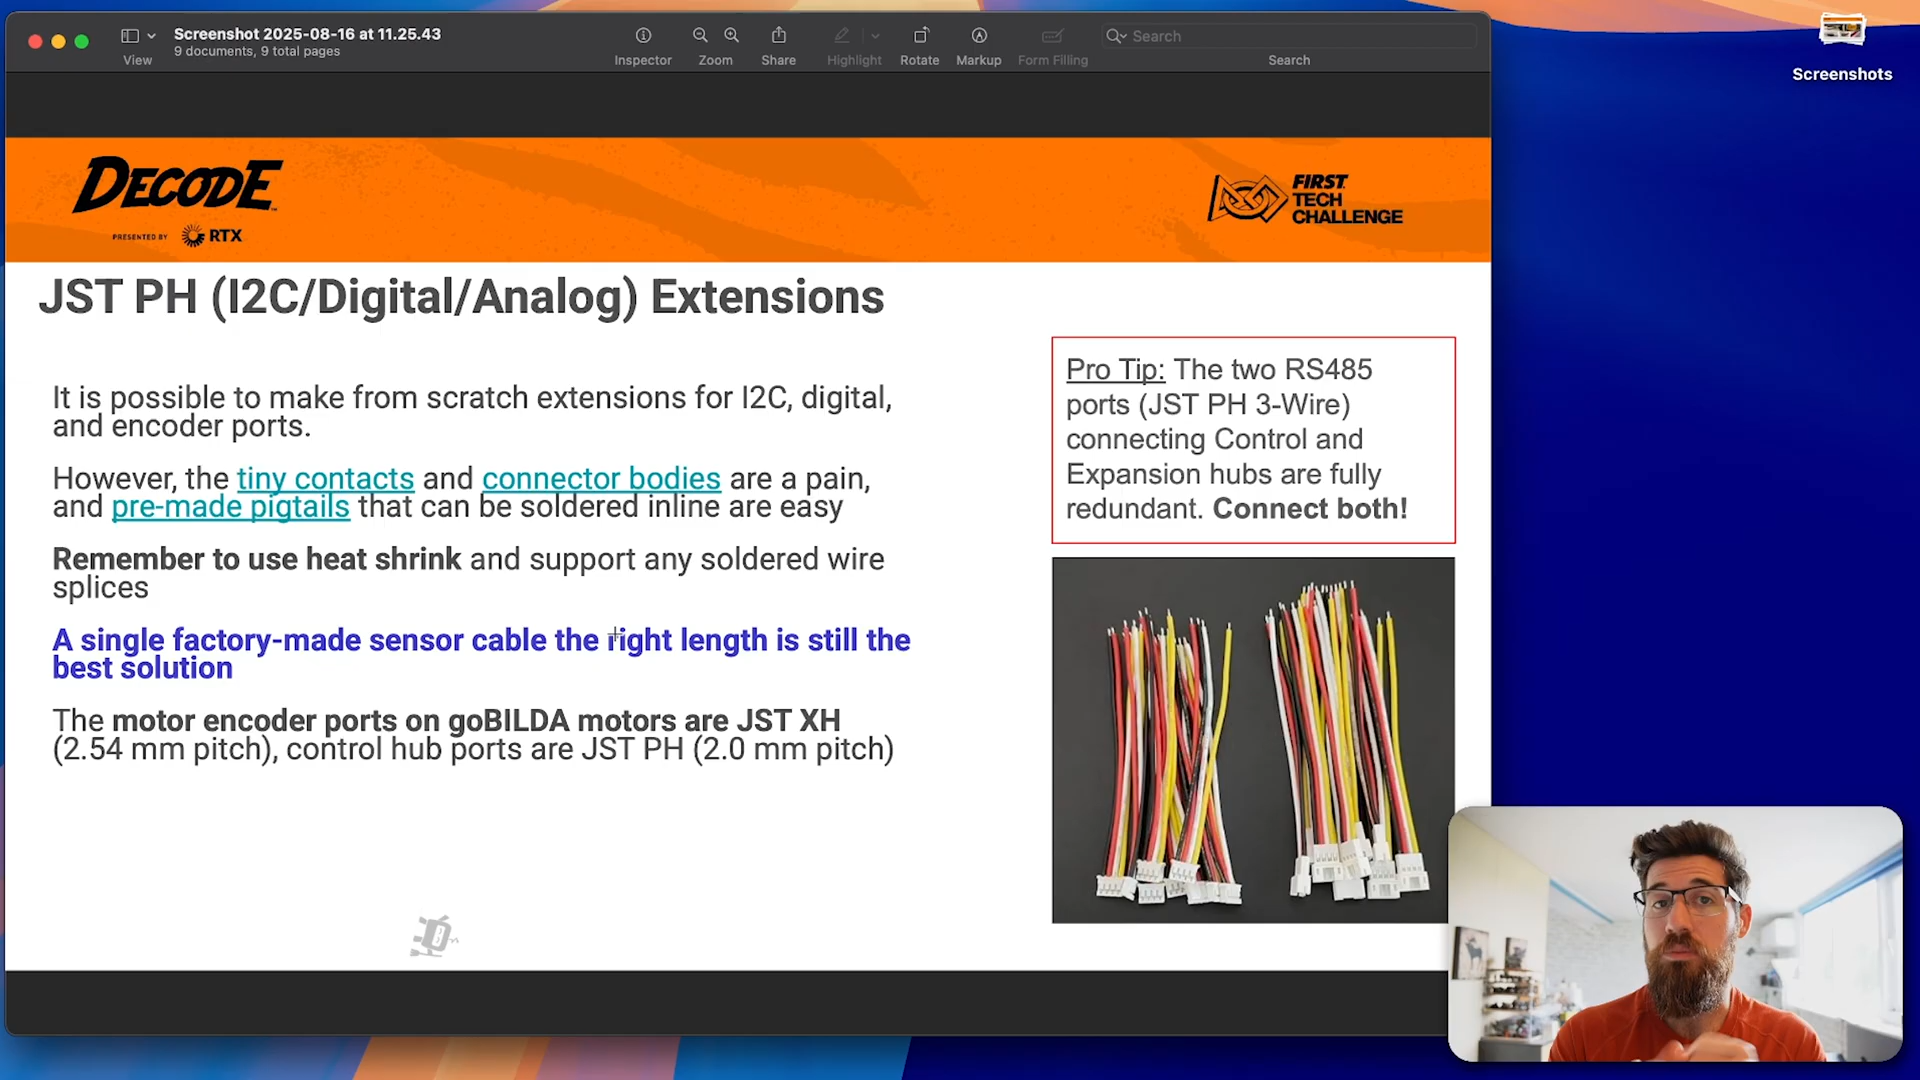 Screenshot 2025-08-16 at 11.25.43
9 documents, 9 total pages
View
Inspector
Zoom
Share
Highlight
Rotate
Markup
Form Filling
Search
Search
Screenshots
DECODE
PRESENTED BY RTX
FIRST
TECH
CHALLENGE
JST PH (I2C/Digital/Analog) Extensions
It is possible to make from scratch extensions for I2C, digital,
and encoder ports.
However, the tiny contacts and connector bodies are a pain,
and pre-made pigtails that can be soldered inline are easy
Remember to use heat shrink and support any soldered wire
splices
A single factory-made sensor cable the right length is still the
best solution
The motor encoder ports on goBILDA motors are JST XH
(2.54 mm pitch), control hub ports are JST PH (2.0 mm pitch)
Pro Tip: The two RS485
ports (JST PH 3-Wire)
connecting Control and
Expansion hubs are fully
redundant. Connect both!